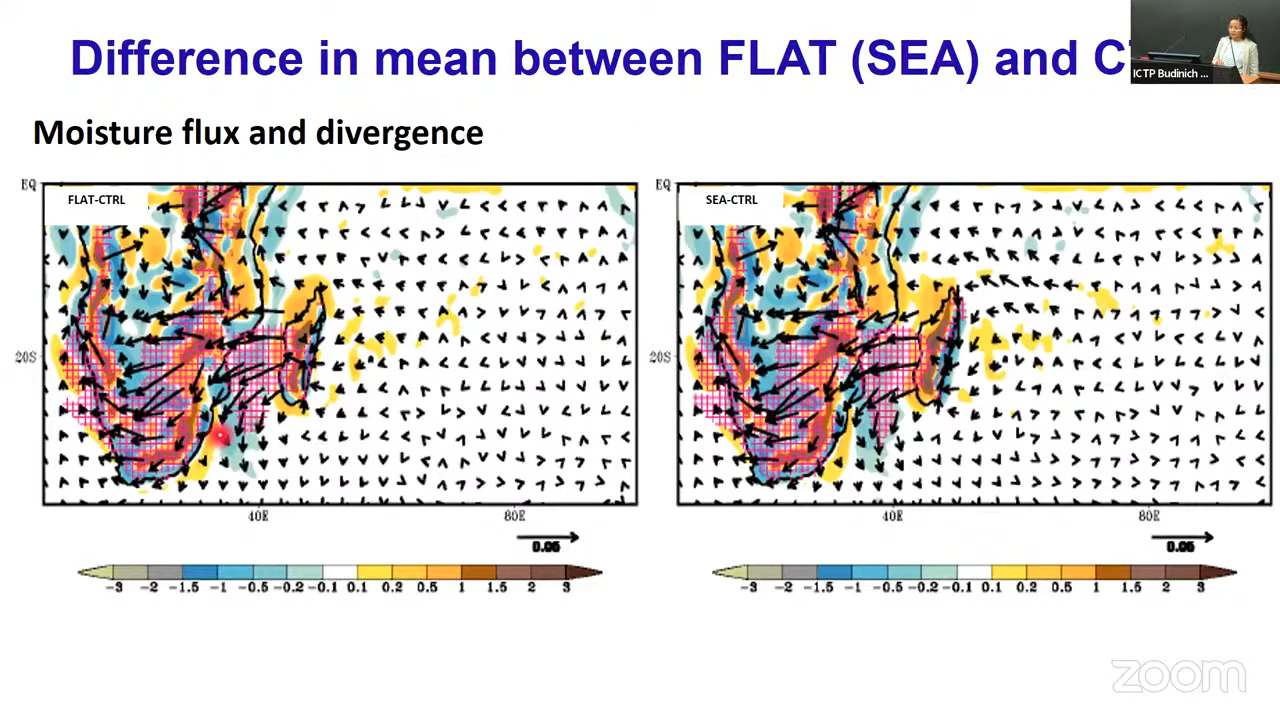 Difference in mean between FLAT (SEA) and C
ICTP Budinich ...
Moisture flux and divergence
EQ
FLAT-CTRL
20S
40E
80E
0.05
-3 -2 -1.5 -1 -0.5 -0.2 -0.1 0.1 0.2 0.5 1 1.5 2 3
EQ
SEA-CTRL
20S
40E
80E
0.05
-3 -2 -1.5 -1 -0.5 -0.2 -0.1 0.1 0.2 0.5 1 1.5 2 3
zoom